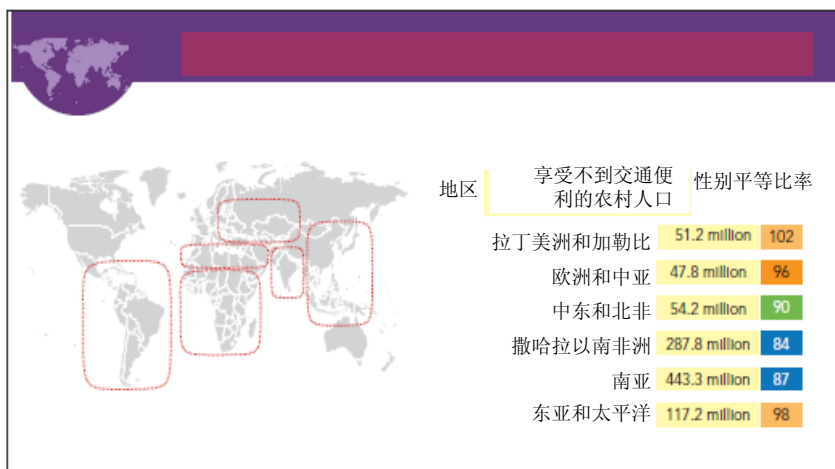 地区
享受不到交通便
利的农村人口
性别平等比率
拉丁美洲和加勒比 51.2 million 102
欧洲和中亚 47.8 million 96
中东和北非 54.2 million 90
撒哈拉以南非洲 287.8 million 84
南亚 443.3 million 87
东亚和太平洋 117.2 million 98